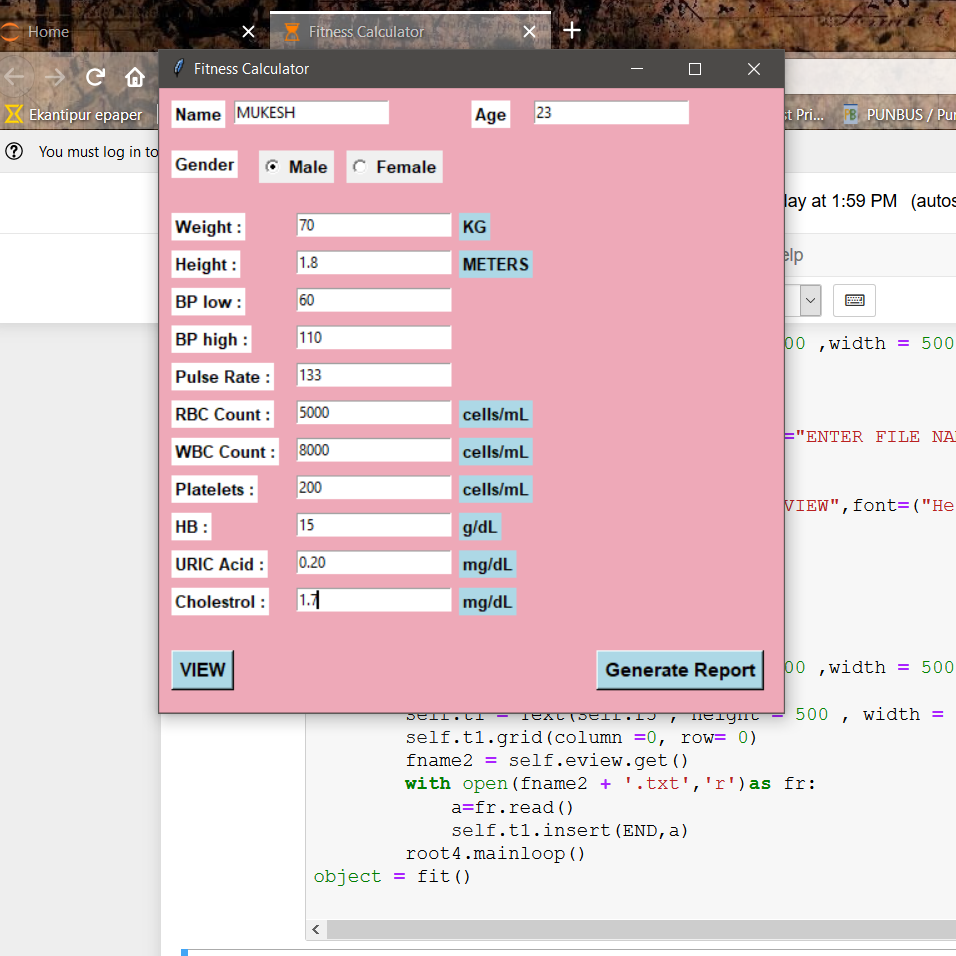 Home
Fitness Calculator
Fitness Calculator
Ekantipur epaper
st Pri...
PUNBUS / Pun
You must log in to
Name MUKESH Age 23
day at 1:59 PM (autos
Gender Male Female
Weight : 70 KG
elp
Height : 1.8 METERS
BP low : 60
BP high : 110
00 ,width = 500
Pulse Rate : 133
RBC Count : 5000 cells/mL
="ENTER FILE NAM
WBC Count : 8000 cells/mL
Platelets : 200 cells/mL
VIEW",font=("He
HB : 15 g/dL
URIC Acid : 0.20 mg/dL
Cholestrol : 1.7 mg/dL
VIEW Generate Report
00 ,width = 500
self.t1 = Text(self.f5 , height = 500 , width =
self.t1.grid(column =0, row= 0)
fname2 = self.eview.get()
with open(fname2 + '.txt','r')as fr:
a=fr.read()
self.t1.insert(END,a)
root4.mainloop()
object = fit()